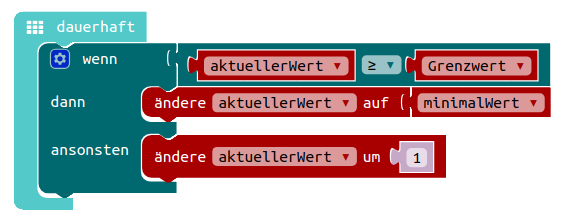 dauerhaft
wenn aktuellerWert ≥ Grenzwert
dann ändere aktuellerWert auf minimalWert
ansonsten ändere aktuellerWert um 1